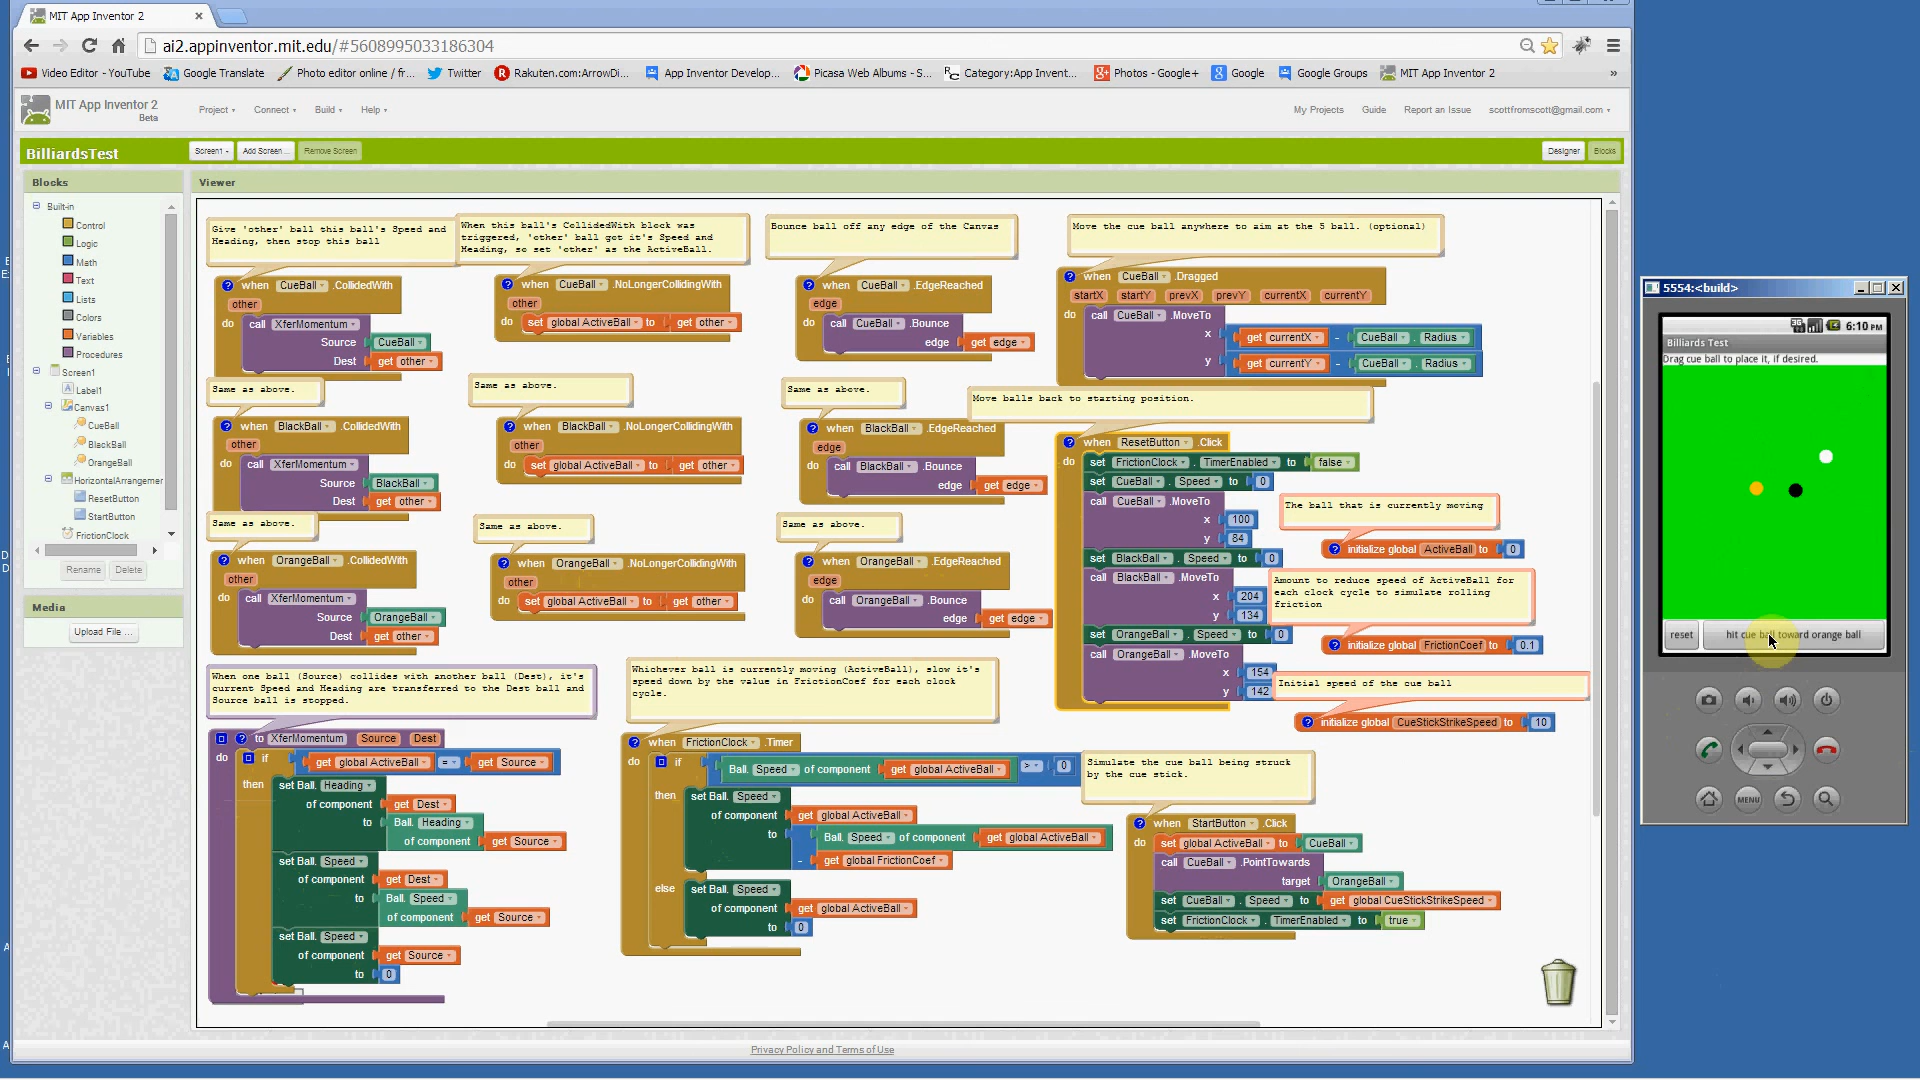 MIT App Inventor 2
ai2.appinventor.mit.edu/#5608995033186304
Video Editor - YouTube
Google Translate
Photo editor online / fr...
Twitter
Rakuten.com:ArrowDi...
App Inventor Develop...
Picasa Web Albums - S...
Category:App Invent...
Photos - Google+
Google
Google Groups
MIT App Inventor 2
»
MIT App Inventor 2
Beta
Project
Connect
Build
Help
My Projects
Guide
Report an Issue
scottfromscott@gmail.com
BilliardsTest
Screen1
Add Screen ...
Remove Screen
Designer
Blocks
Blocks
Built-in
Control
Logic
Math
Text
Lists
Colors
Variables
Procedures
Screen1
Label1
Canvas1
CueBall
BlackBall
OrangeBall
HorizontalArrangemer
ResetButton
StartButton
FrictionClock
Rename
Delete
Media
Upload File ...
Viewer
Give 'other' ball this ball's Speed and
Heading, then stop this ball
when CueBall .CollidedWith
other
do call XferMomentum
Source CueBall
Dest get other
When this ball's CollidedWith block was
triggered, 'other' ball got it's Speed and
Heading, so set 'other' as the ActiveBall.
when CueBall .NoLongerCollidingWith
other
do set global ActiveBall to get other
Bounce ball off any edge of the Canvas
when CueBall .EdgeReached
edge
do call CueBall .Bounce
edge get edge
Move the cue ball anywhere to aim at the 5 ball. (optional)
when CueBall .Dragged
startX startY prevX prevY currentX currentY
do call CueBall .MoveTo
x get currentX - CueBall . Radius
y get currentY - CueBall . Radius
Same as above.
when BlackBall .CollidedWith
other
do call XferMomentum
Source BlackBall
Dest get other
Same as above.
when BlackBall .NoLongerCollidingWith
other
do set global ActiveBall to get other
Same as above.
when BlackBall .EdgeReached
edge
do call BlackBall .Bounce
edge get edge
Move balls back to starting position.
when ResetButton .Click
do set FrictionClock . TimerEnabled to false
set CueBall . Speed to 0
call CueBall .MoveTo
x 100
y 84
set BlackBall . Speed to 0
call BlackBall .MoveTo
x 204
y 134
set OrangeBall . Speed to 0
call OrangeBall .MoveTo
x 154
y 142
The ball that is currently moving
initialize global ActiveBall to 0
Amount to reduce speed of ActiveBall for
each clock cycle to simulate rolling
friction
initialize global FrictionCoef to 0.1
Initial speed of the cue ball
initialize global CueStickStrikeSpeed to 10
Same as above.
when OrangeBall .CollidedWith
other
do call XferMomentum
Source OrangeBall
Dest get other
Same as above.
when OrangeBall .NoLongerCollidingWith
other
do set global ActiveBall to get other
Same as above.
when OrangeBall .EdgeReached
edge
do call OrangeBall .Bounce
edge get edge
When one ball (Source) collides with another ball (Dest), it's
current Speed and Heading are transferred to the Dest ball and
Source ball is stopped.
to XferMomentum Source Dest
do if get global ActiveBall = get Source
then set Ball. Heading
of component get Dest
to Ball. Heading
of component get Source
set Ball. Speed
of component get Dest
to Ball. Speed
of component get Source
set Ball. Speed
of component get Source
to 0
Whichever ball is currently moving (ActiveBall), slow it's
speed down by the value in FrictionCoef for each clock
cycle.
when FrictionClock .Timer
do if Ball. Speed of component get global ActiveBall > 0
then set Ball. Speed
of component get global ActiveBall
to Ball. Speed of component get global ActiveBall
- get global FrictionCoef
else set Ball. Speed
of component get global ActiveBall
to 0
Simulate the cue ball being struck
by the cue stick.
when StartButton .Click
do set global ActiveBall to CueBall
call CueBall .PointTowards
target OrangeBall
set CueBall . Speed to get global CueStickStrikeSpeed
set FrictionClock . TimerEnabled to true
Privacy Policy and Terms of Use
5554:<build>
3G
6:10 PM
Billiards Test
Drag cue ball to place it, if desired.
reset
hit cue ball toward orange ball
MENU